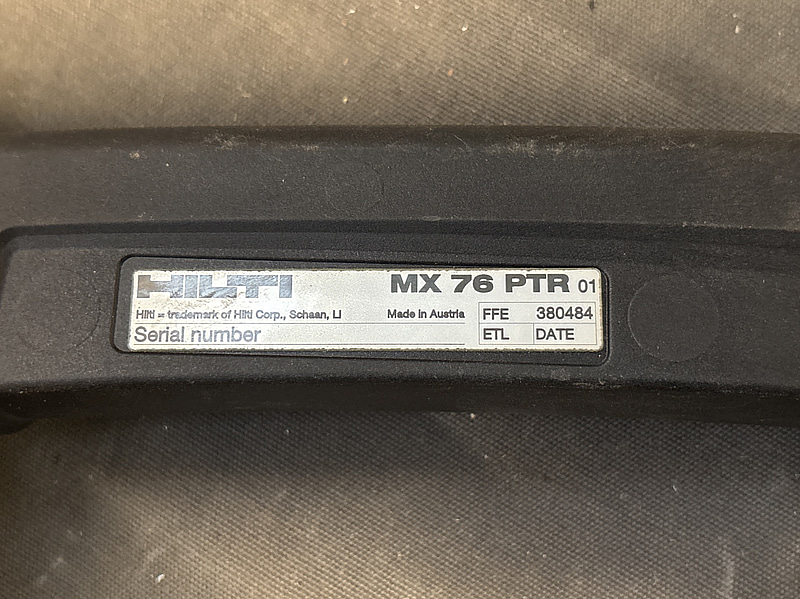 HILTI
MX 76 PTR 01
Hilti = trademark of Hilti Corp., Schaan, LI
Made in Austria
FFE 380484
Serial number
ETL DATE